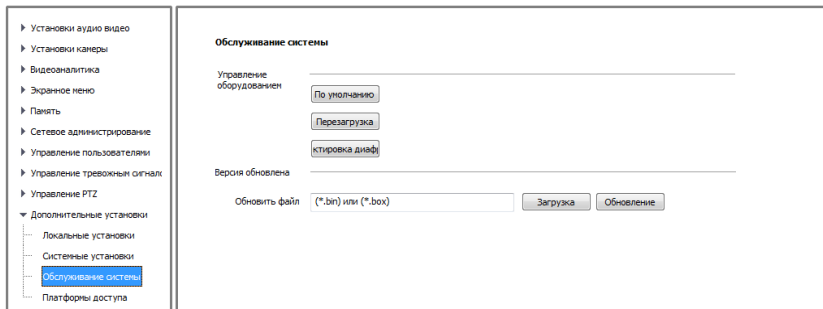 Установки аудио видео
Установки камеры
Видеоаналитика
Экранное меню
Память
Сетевое администрирование
Управление пользователями
Управление тревожным сигнало
Управление PTZ
Дополнительные установки
Локальные установки
Системные установки
Обслуживание системы
Платформы доступа
Обслуживание системы
Управление
оборудованием
По умолчанию
Перезагрузка
ктировка диафр
Версия обновлена
Обновить файл (*.bin) или (*.box) Загрузка Обновление